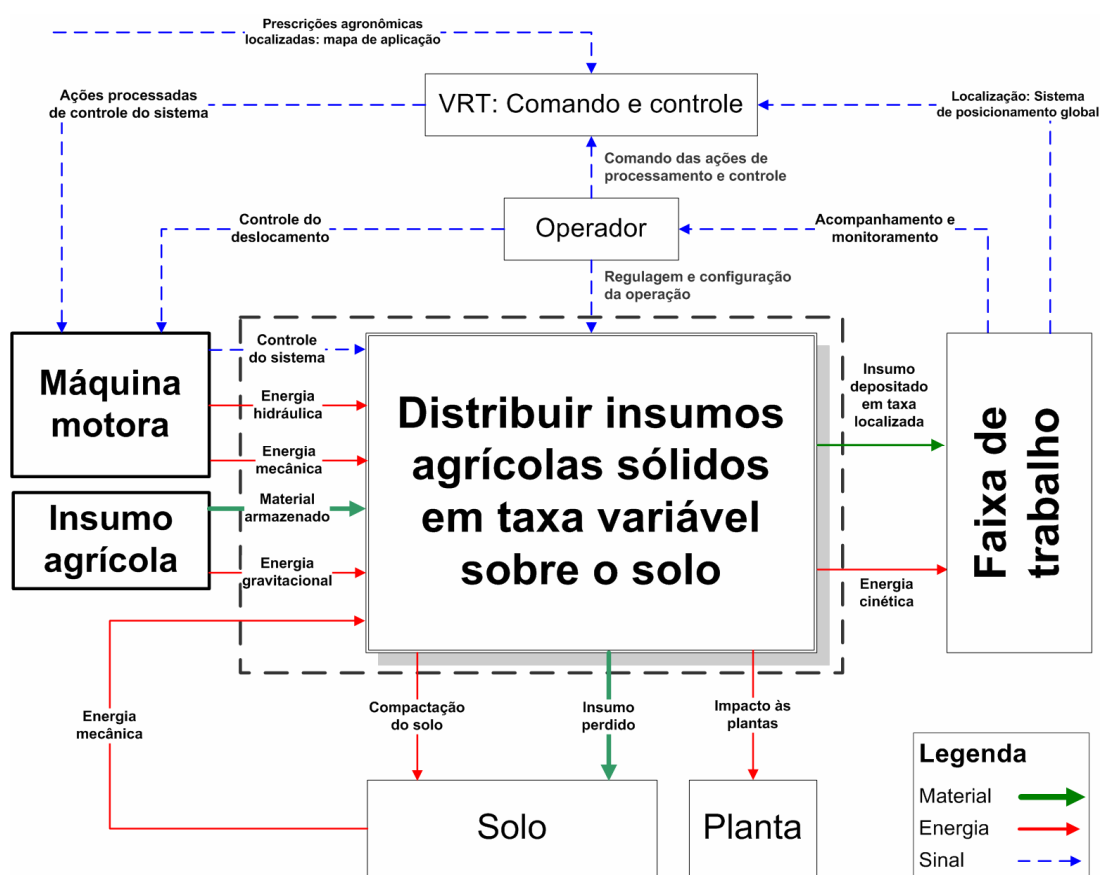 Prescrições agronômicas
localizadas: mapa de aplicação
VRT: Comando e controle
Ações processadas
de controle do sistema
Localização: Sistema
de posicionamento global
Comando das ações de
processamento e controle
Operador
Controle do
deslocamento
Acompanhamento e
monitoramento
Regulagem e configuração
da operação
Máquina
motora
Controle
do sistema
Energia
hidráulica
Energia
mecânica
Insumo
agrícola
Material
armazenado
Energia
gravitacional
Distribuir insumos
agrícolas sólidos
em taxa variável
sobre o solo
Insumo
depositado
em taxa
localizada
Energia
cinética
Faixa de
trabalho
Energia
mecânica
Compactação
do solo
Insumo
perdido
Impacto às
plantas
Solo
Planta
Legenda
Material
Energia
Sinal